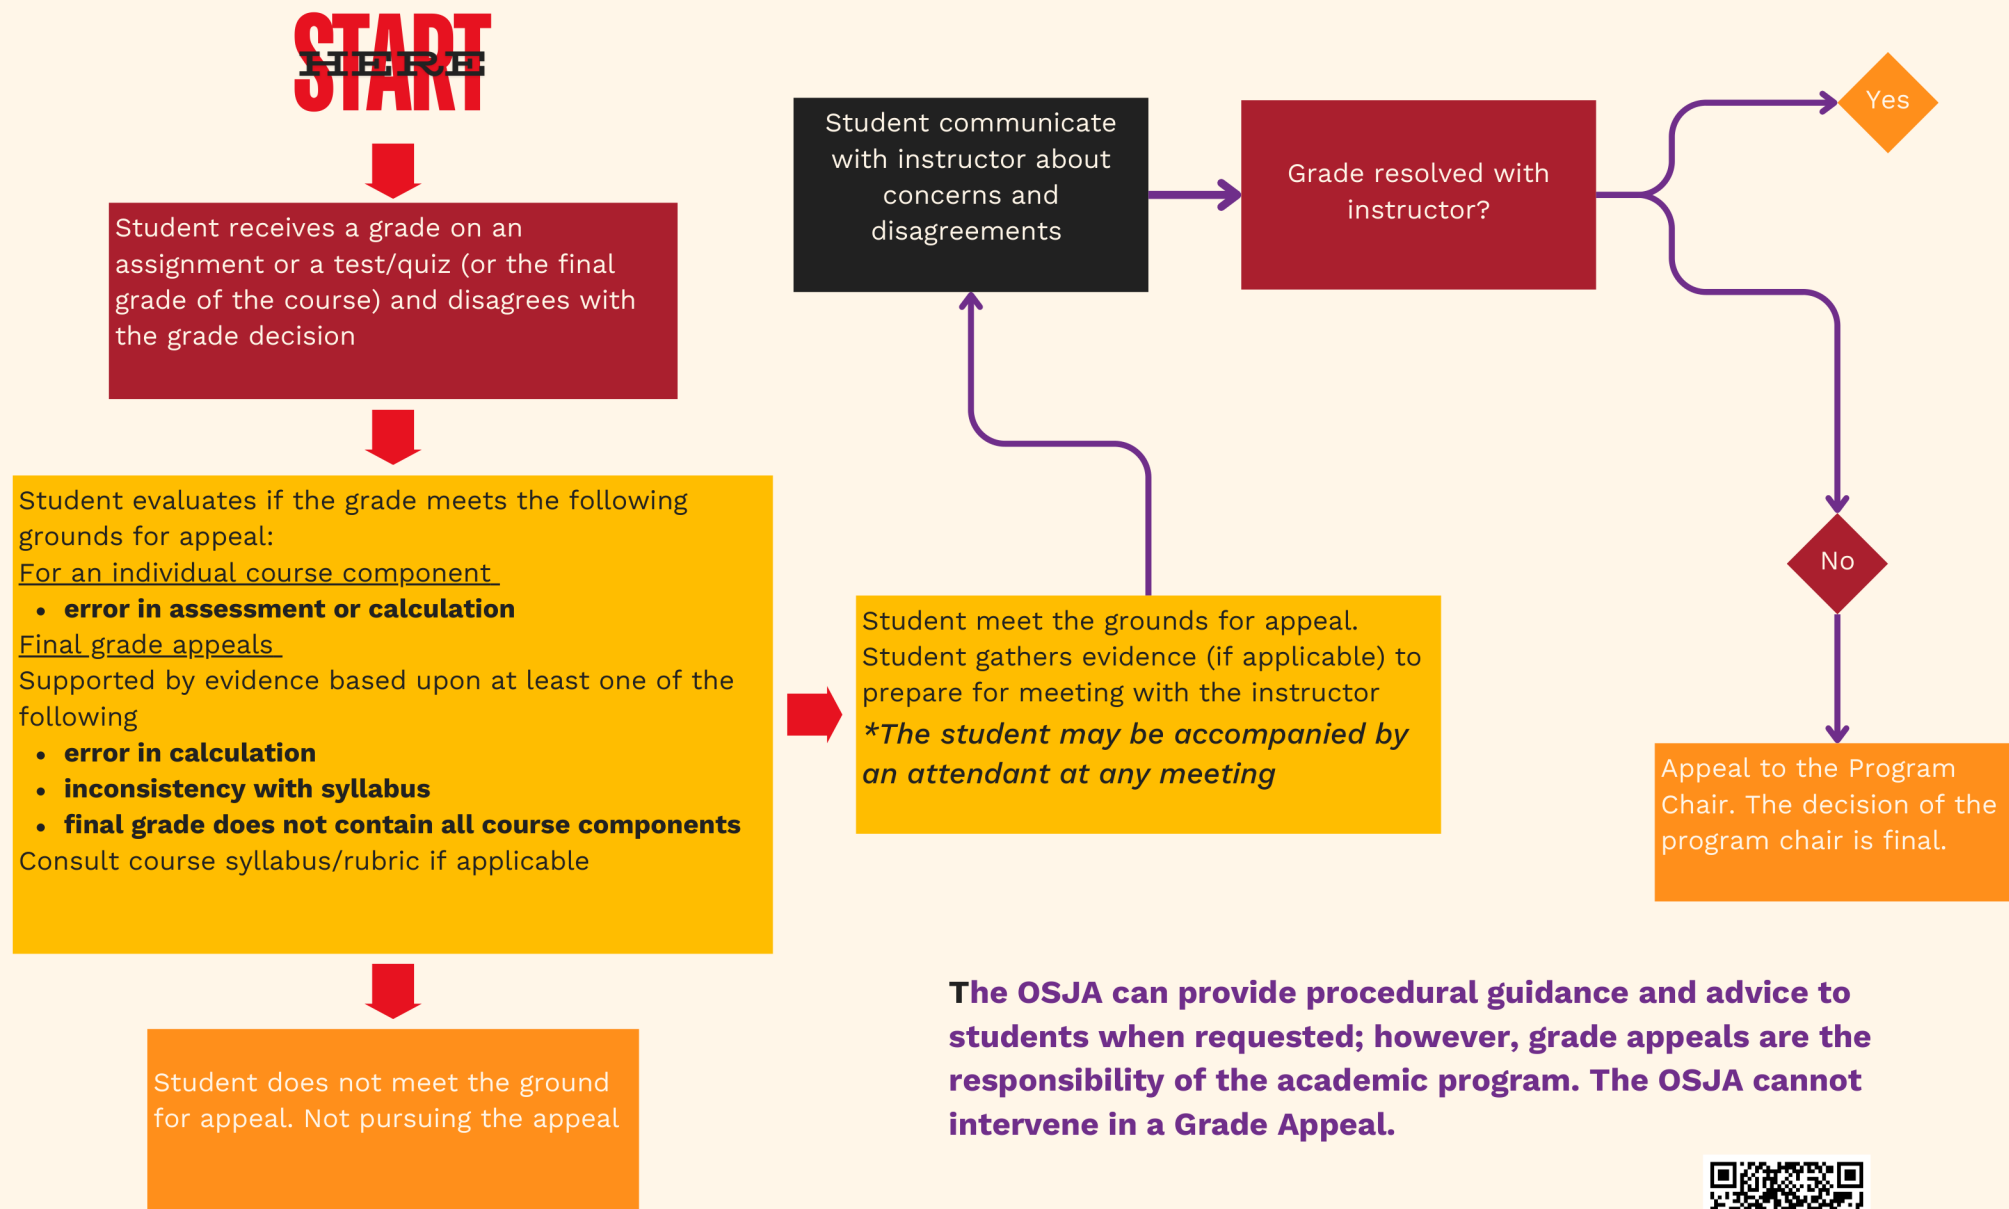 START
HERE
Student receives a grade on an
assignment or a test/quiz (or the final
grade of the course) and disagrees with
the grade decision
Student evaluates if the grade meets the following
grounds for appeal:
For an individual course component
• error in assessment or calculation
Final grade appeals
Supported by evidence based upon at least one of the
following
• error in calculation
• inconsistency with syllabus
• final grade does not contain all course components
Consult course syllabus/rubric if applicable
Student does not meet the ground
for appeal. Not pursuing the appeal
Student meet the grounds for appeal.
Student gathers evidence (if applicable) to
prepare for meeting with the instructor
*The student may be accompanied by
an attendant at any meeting
Student communicate
with instructor about
concerns and
disagreements
Grade resolved with
instructor?
Yes
No
Appeal to the Program
Chair. The decision of the
program chair is final.
The OSJA can provide procedural guidance and advice to
students when requested; however, grade appeals are the
responsibility of the academic program. The OSJA cannot
intervene in a Grade Appeal.